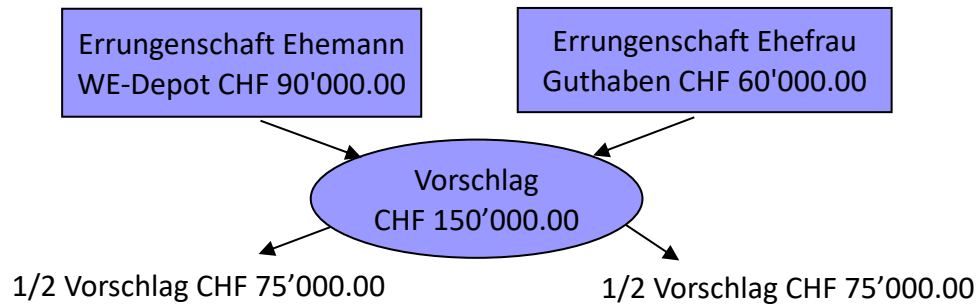 Errungenschaft Ehemann
WE-Depot CHF 90'000.00
Errungenschaft Ehefrau
Guthaben CHF 60'000.00
Vorschlag
CHF 150’000.00
1/2 Vorschlag CHF 75’000.00
1/2 Vorschlag CHF 75’000.00